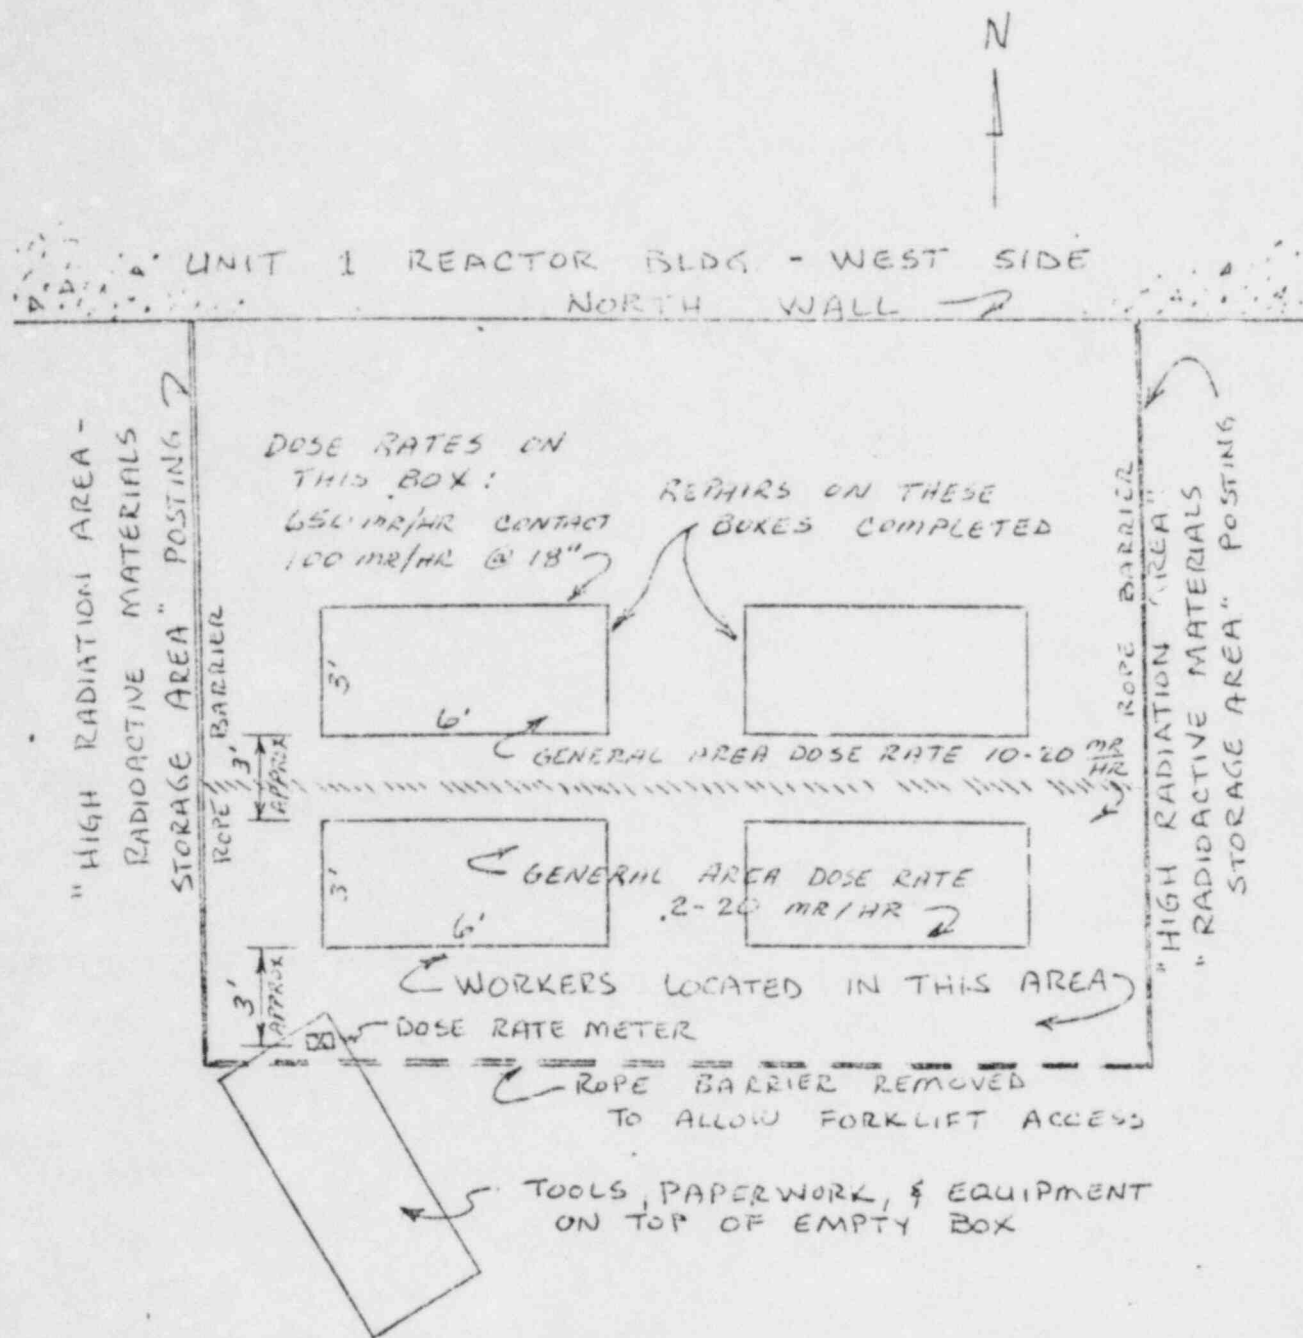 N
UNIT 1 REACTOR BLDG - WEST SIDE
NORTH WALL
"HIGH RADIATION AREA -
RADIOACTIVE MATERIALS
STORAGE AREA" POSTING
DOSE RATES ON
THIS BOX:
650 MR/HR CONTACT
100 MR/HR @ 18"
REPAIRS ON THESE
BOXES COMPLETED
ROPE BARRIER
"HIGH RADIATION AREA"
"RADIOACTIVE MATERIALS
STORAGE AREA" POSTING
3'
6'
GENERAL AREA DOSE RATE 10-20 MR/HR
ROPE BARRIER
3'
APPROX
3'
6'
GENERAL AREA DOSE RATE
.2-20 MR/HR
WORKERS LOCATED IN THIS AREA
3'
APPROX
DOSE RATE METER
ROPE BARRIER REMOVED
TO ALLOW FORKLIFT ACCESS
TOOLS, PAPERWORK, & EQUIPMENT
ON TOP OF EMPTY BOX